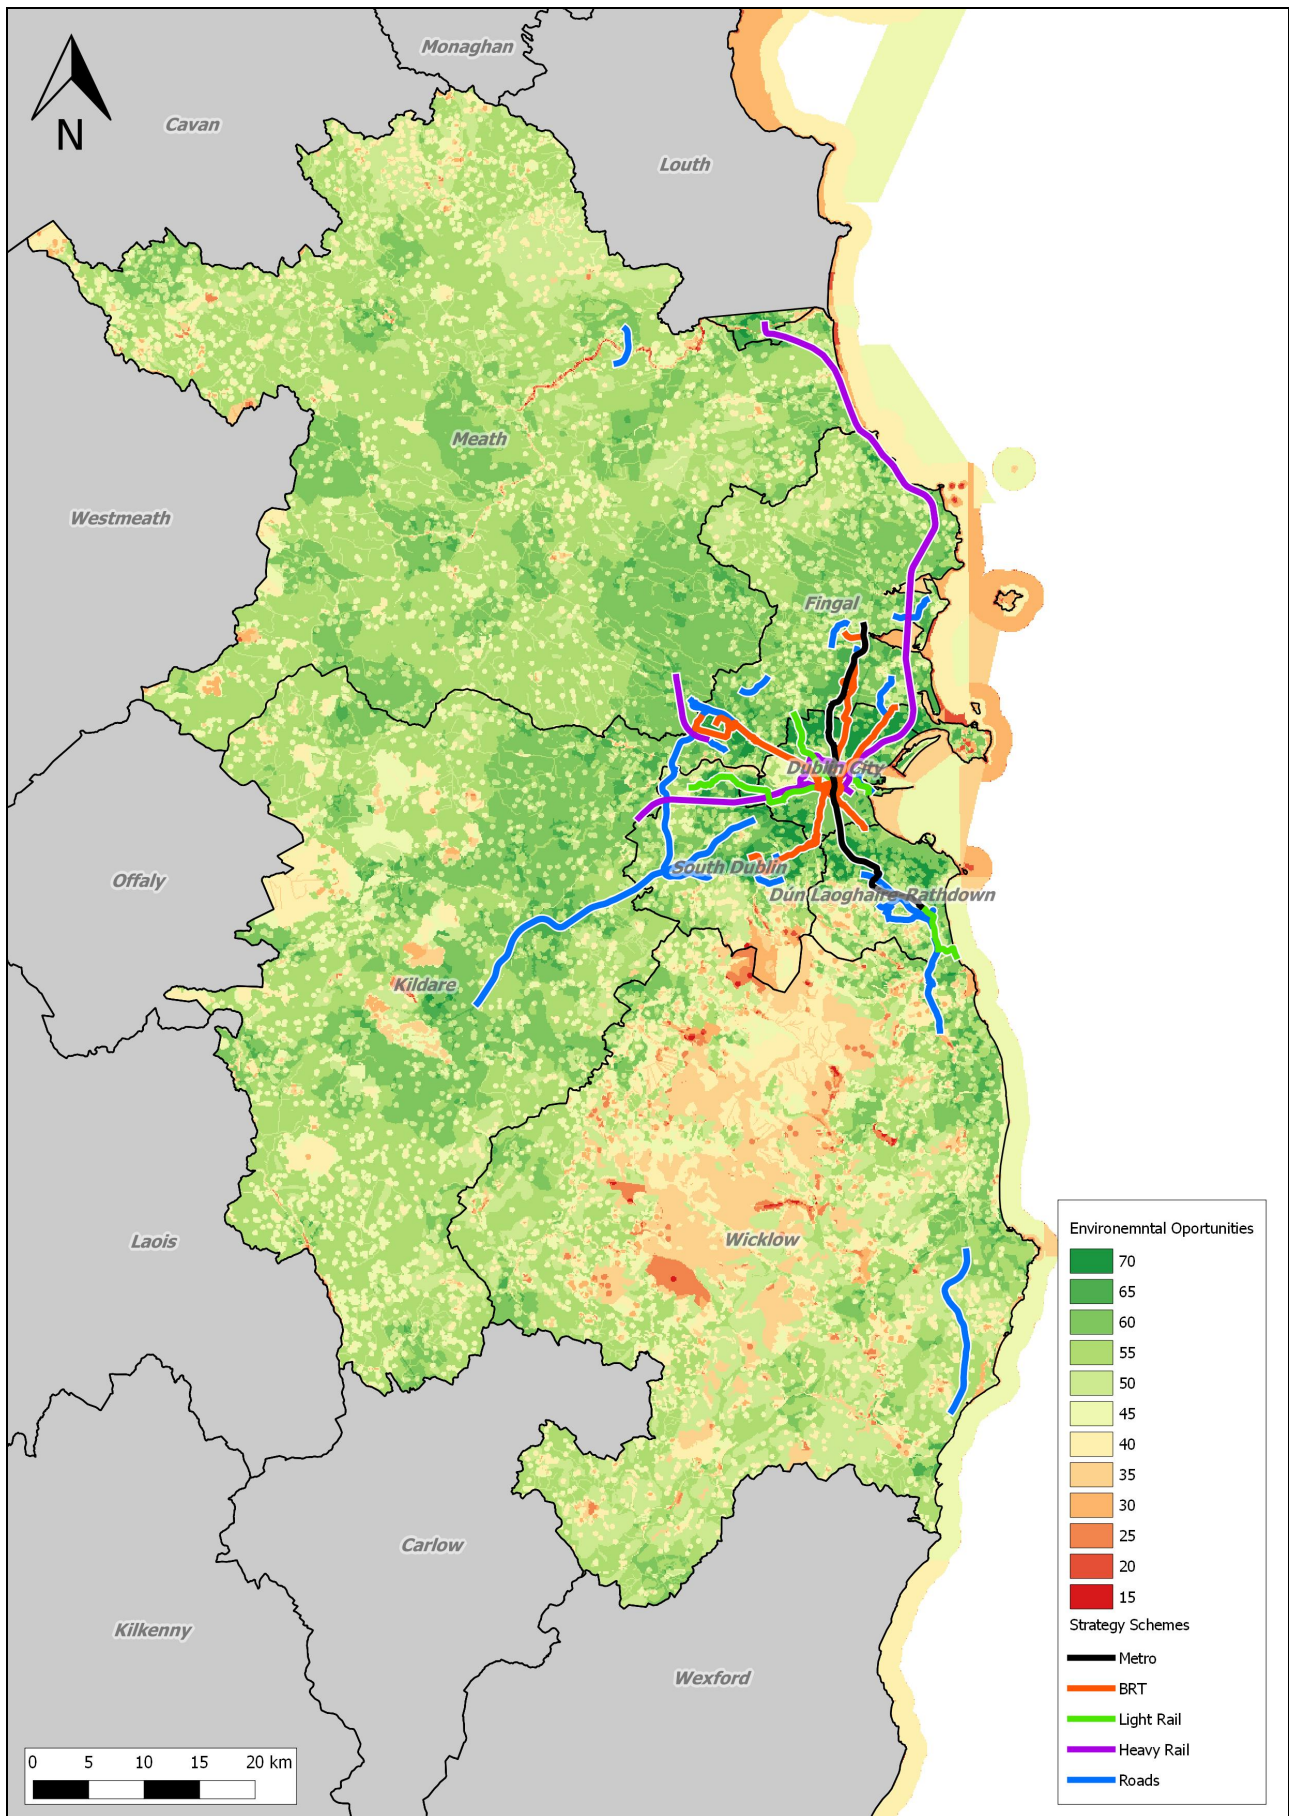 Monaghan
N
Cavan
Louth
Meath
Westmeath
Fingal
Dublin City
Offaly
South Dublin
Dún Laoghaire-Rathdown
Kildare
Laois
Wicklow
Carlow
Kilkenny
Wexford
Environemntal Oportunities
70
65
60
55
50
45
40
35
30
25
20
15
Strategy Schemes
Metro
BRT
Light Rail
Heavy Rail
Roads
0 5 10 15 20 km